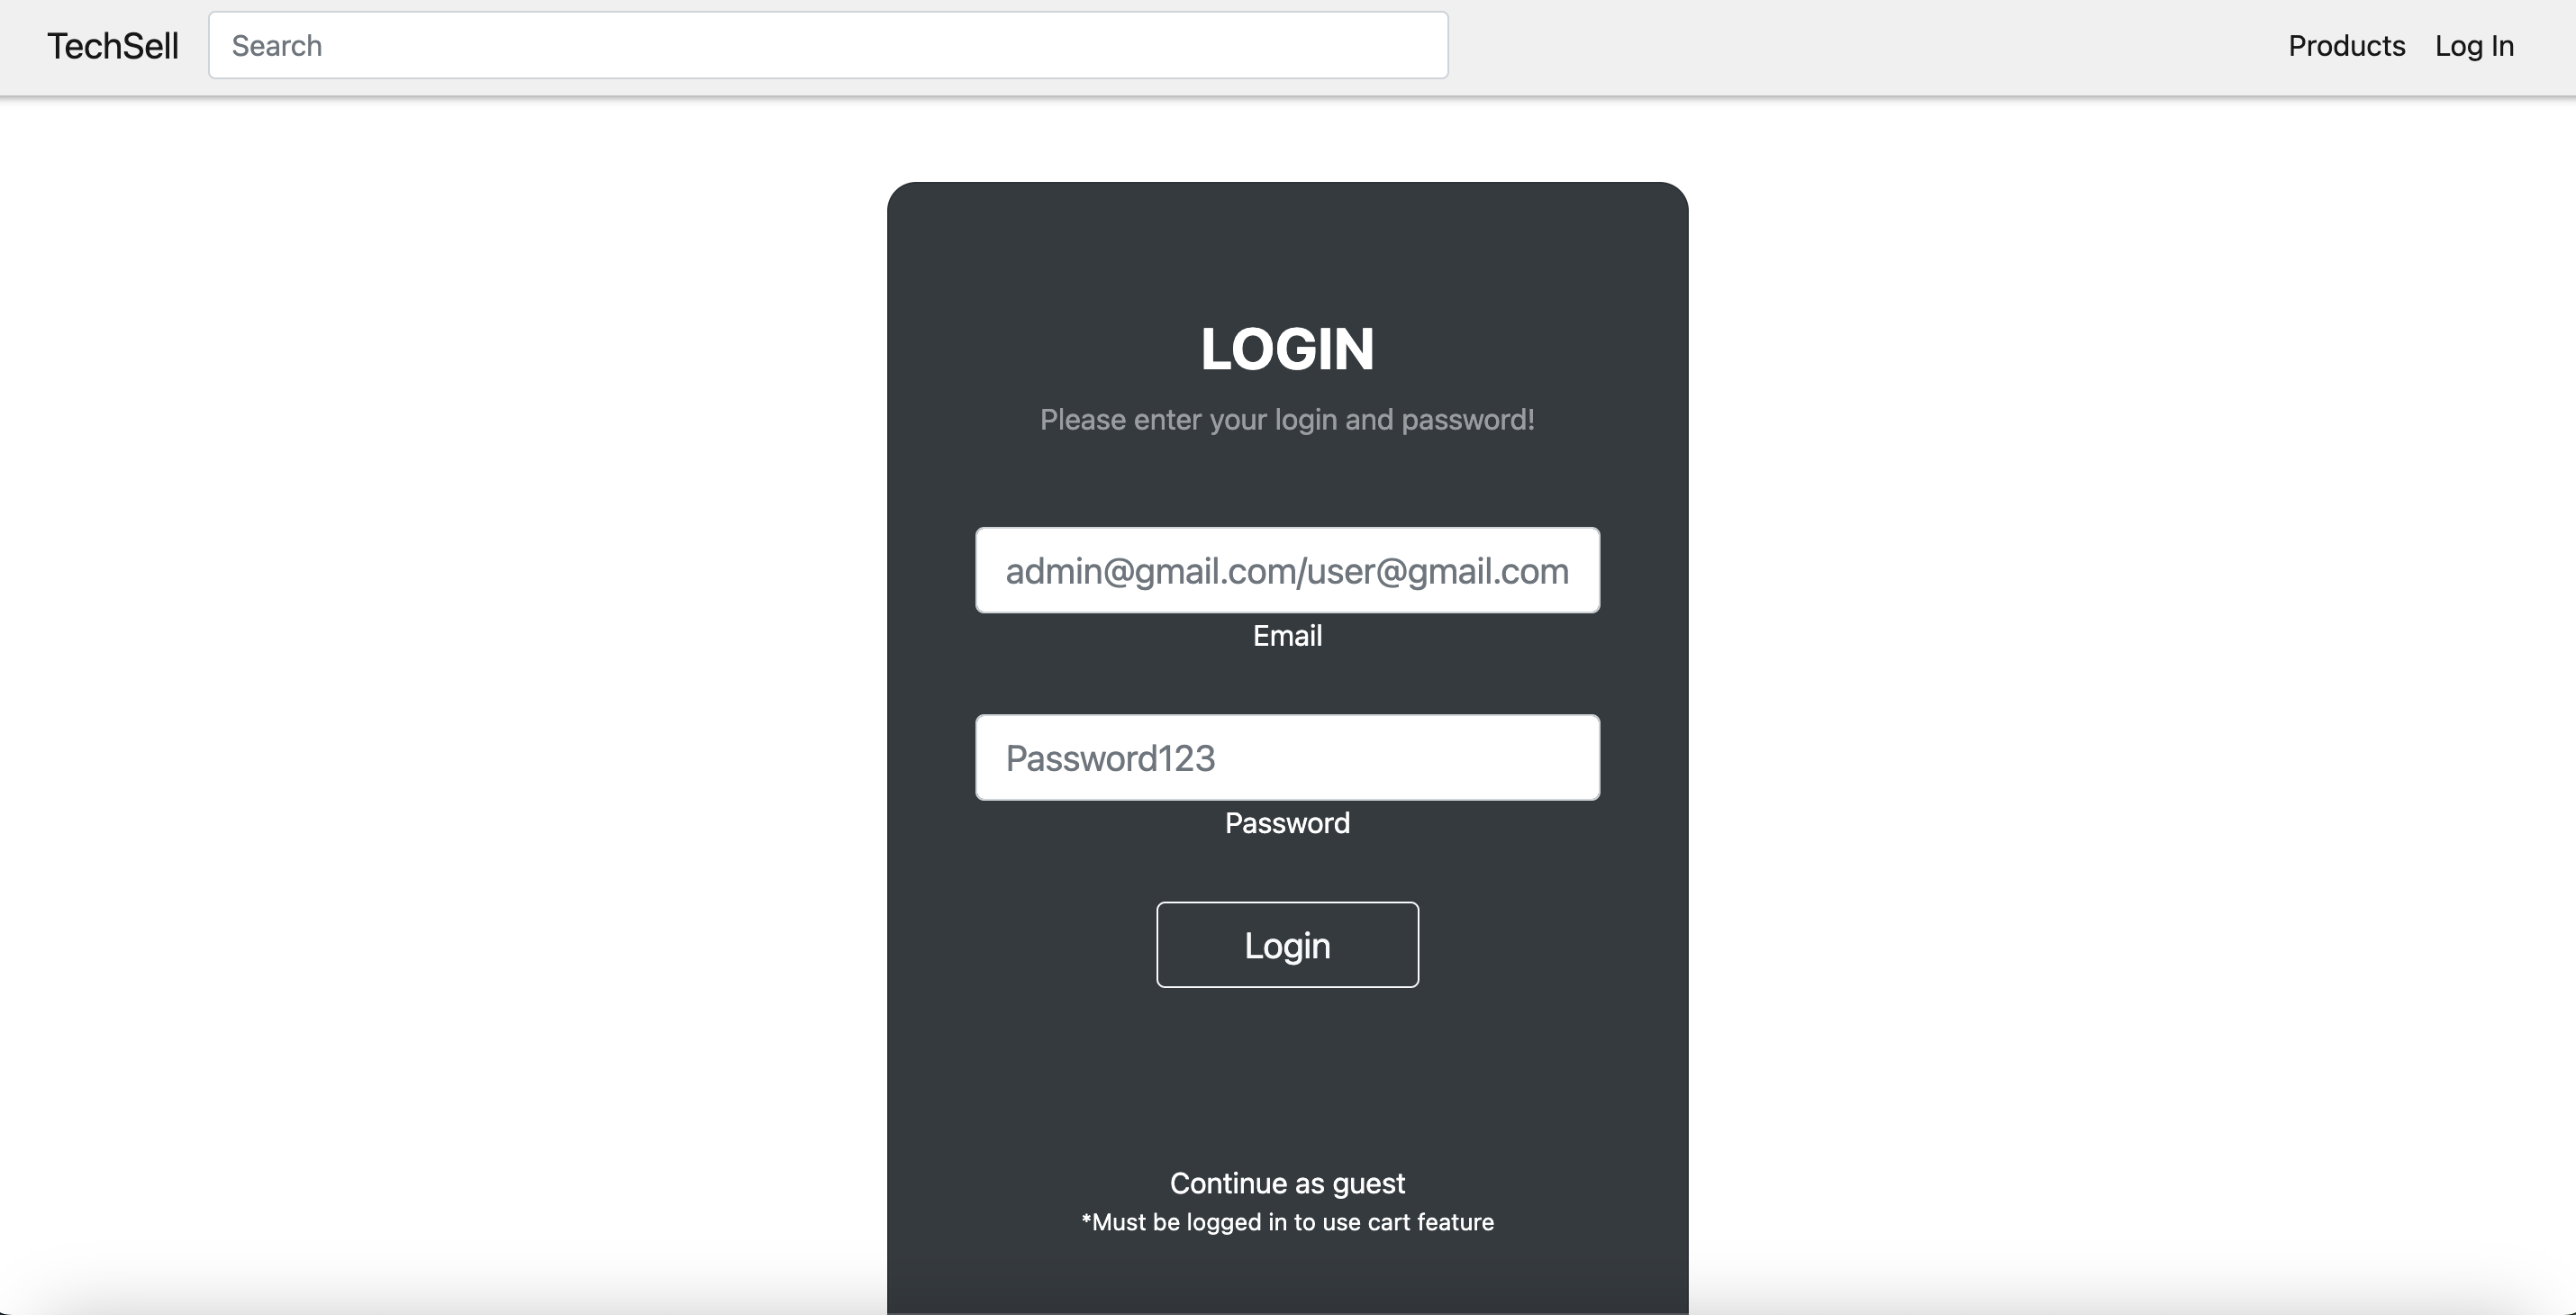 TechSell
Search
Products
Log In
LOGIN
Please enter your login and password!
admin@gmail.com/user@gmail.com
Email
Password123
Password
Login
Continue as guest
*Must be logged in to use cart feature